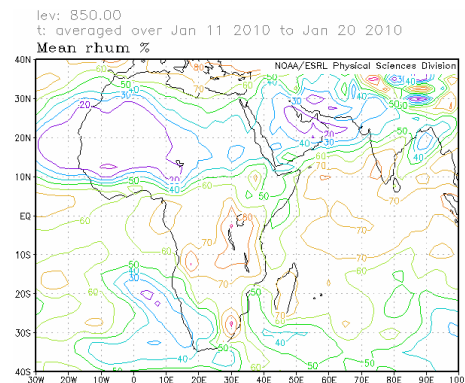 lev: 850.00
t: averaged over Jan 11 2010 to Jan 20 2010
Mean rhum %
NOAA/ESRL Physical Sciences Division
40N
30N
20N
10N
EQ
10S
20S
30S
40S
30W 20W 10W 0 10E 20E 30E 40E 50E 60E 70E 80E 90E 100